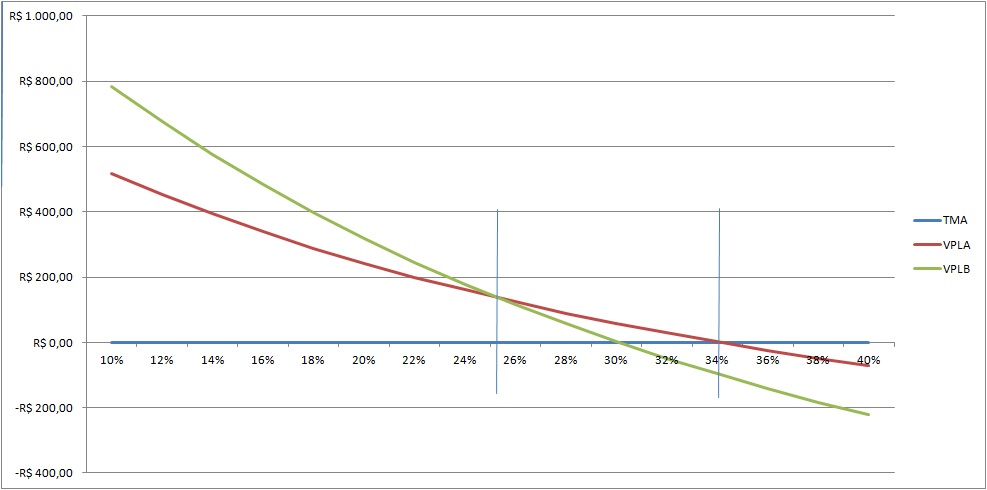 R$ 1.000,00
R$ 800,00
R$ 600,00
R$ 400,00
R$ 200,00
R$ 0,00
-R$ 200,00
-R$ 400,00
10% 12% 14% 16% 18% 20% 22% 24% 26% 28% 30% 32% 34% 36% 38% 40%
TMA
VPLA
VPLB